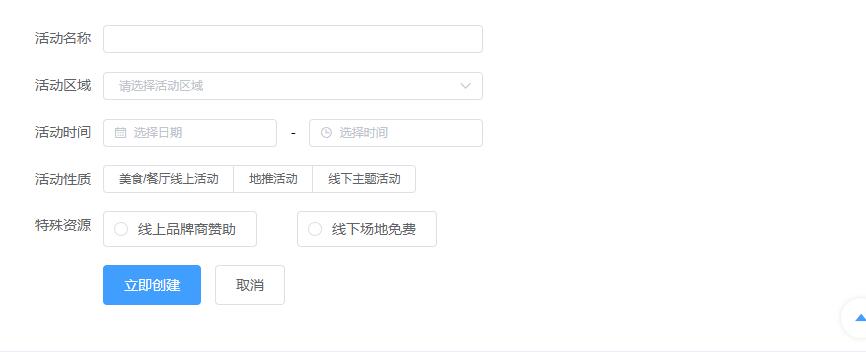 活动名称
活动区域 请选择活动区域
活动时间 选择日期 - 选择时间
活动性质 美食/餐厅线上活动 地推活动 线下主题活动
特殊资源 线上品牌商赞助 线下场地免费
立即创建 取消